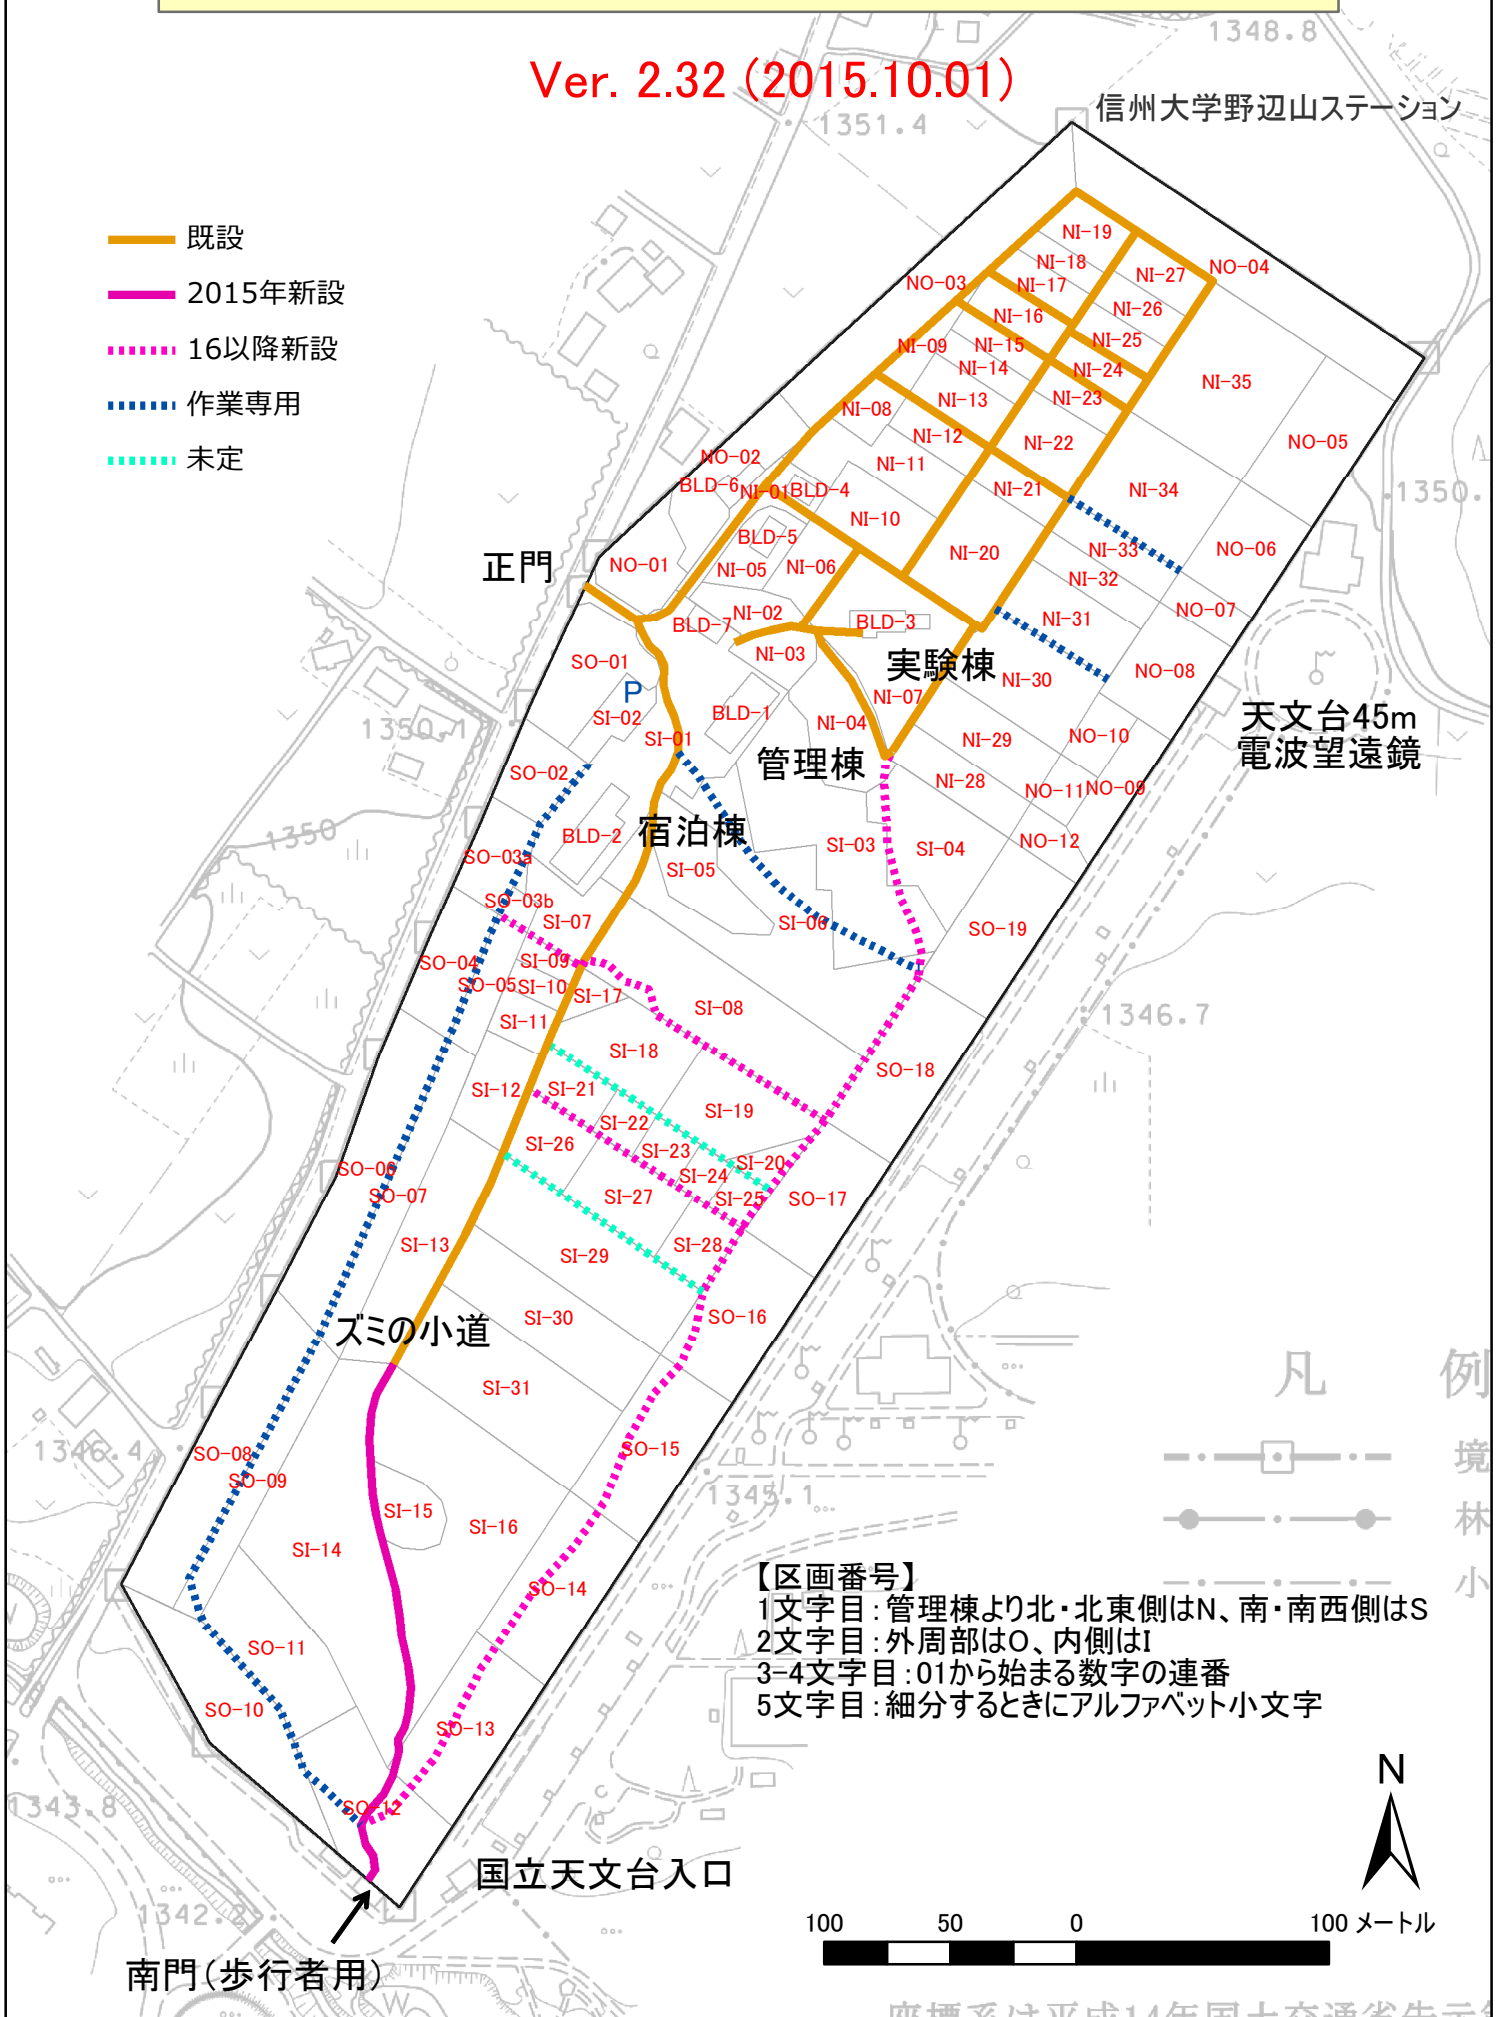 Ver. 2.32 (2015.10.01)
1348.8
信州大学野辺山ステーション
1351.4
既設
2015年新設
16以降新設
作業専用
未定
NI-19
NI-18
NI-17
NI-27
NO-04
NO-03
NI-26
NI-16
NI-25
NI-09
NI-15
NI-14
NI-24
NI-35
NI-23
NI-13
NI-08
NI-12
NI-22
NO-05
NO-02
NI-11
BLD-6
NI-01
BLD-4
NI-21
NI-34
1350.
NI-10
BLD-5
NI-20
NI-33
NO-06
正門
NO-01
NI-05
NI-06
NI-32
NO-07
NI-02
BLD-7
BLD-3
NI-31
NI-03
SO-01
実験棟
NI-30
NO-08
P
NI-07
SI-02
BLD-1
NI-04
1350.1
SI-01
NI-29
NO-10
天文台45m
電波望遠鏡
管理棟
SO-02
NI-28
NO-11
NO-09
1350
BLD-2
宿泊棟
SI-03
SI-04
NO-12
SO-03a
SI-05
SO-03b
SI-07
SI-06
SO-19
SO-04
SI-09
SO-05
SI-10
SI-17
SI-08
1346.7
SI-11
SI-18
SO-18
SI-12
SI-21
SI-19
SI-22
SI-26
SI-23
SI-20
SO-06
SI-24
SO-07
SI-27
SI-25
SO-17
SI-13
SI-28
SI-29
SI-30
SO-16
ズミの小道
SI-31
凡 例
SO-15
1346.4
SO-08
SO-09
境
1345.1
SI-15
SI-16
林
SI-14
SO-14
小
【区画番号】
1文字目：管理棟より北・北東側はN、南・南西側はS
2文字目：外周部はO、内側はI
3-4文字目：01から始まる数字の連番
5文字目：細分するときにアルファベット小文字
SO-11
SO-10
SO-13
N
1343.8
SO-12
国立天文台入口
1342.2
100 50 0 100 メートル
南門（歩行者用）